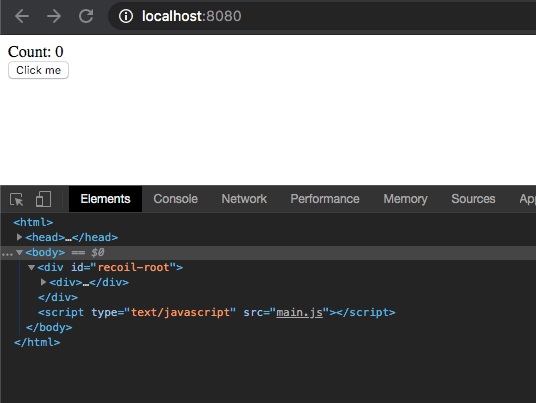 localhost:8080
Count: 0
Click me
Elements Console Network Performance Memory Sources Ap
<html>
<head>…</head>
<body> == $0
<div id="recoil-root">
<div>…</div>
</div>
<script type="text/javascript" src="main.js"></script>
</body>
</html>